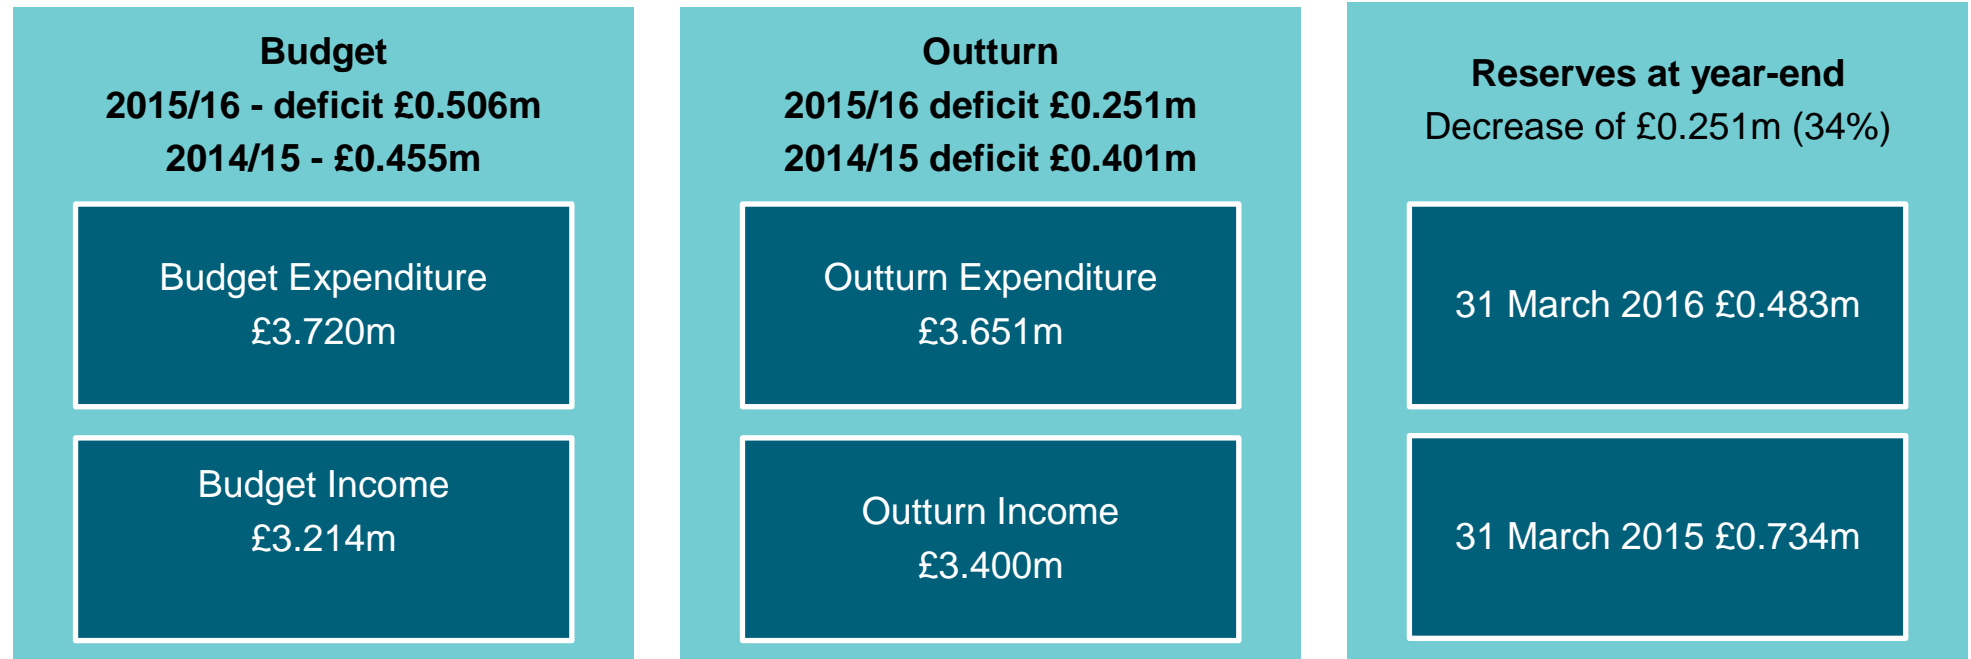 Budget
2015/16 - deficit £0.506m
2014/15 - £0.455m
Budget Expenditure
£3.720m
Budget Income
£3.214m
Outturn
2015/16 deficit £0.251m
2014/15 deficit £0.401m
Outturn Expenditure
£3.651m
Outturn Income
£3.400m
Reserves at year-end
Decrease of £0.251m (34%)
31 March 2016 £0.483m
31 March 2015 £0.734m